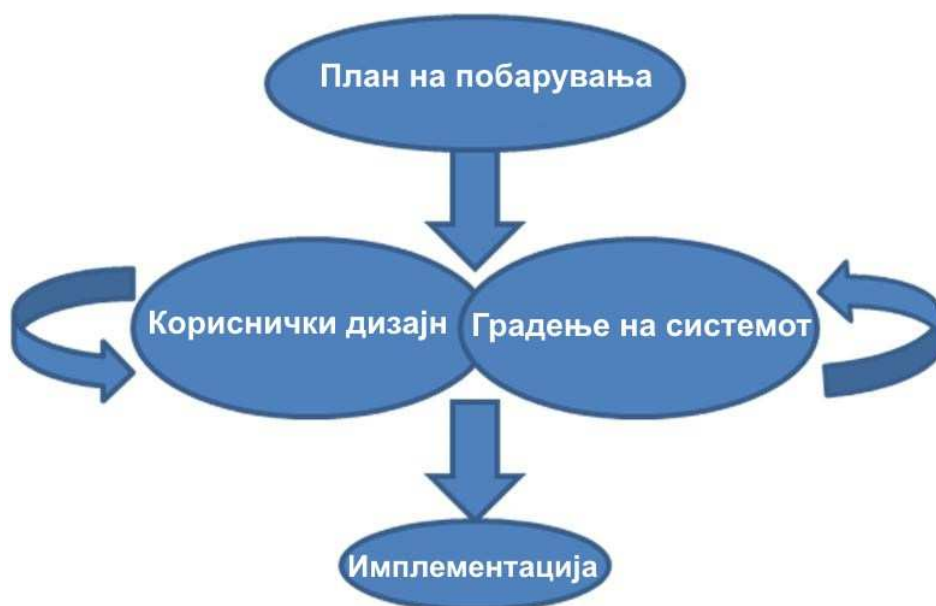 План на побарувања
Кориснички дизајн
Градење на системот
Имплементација